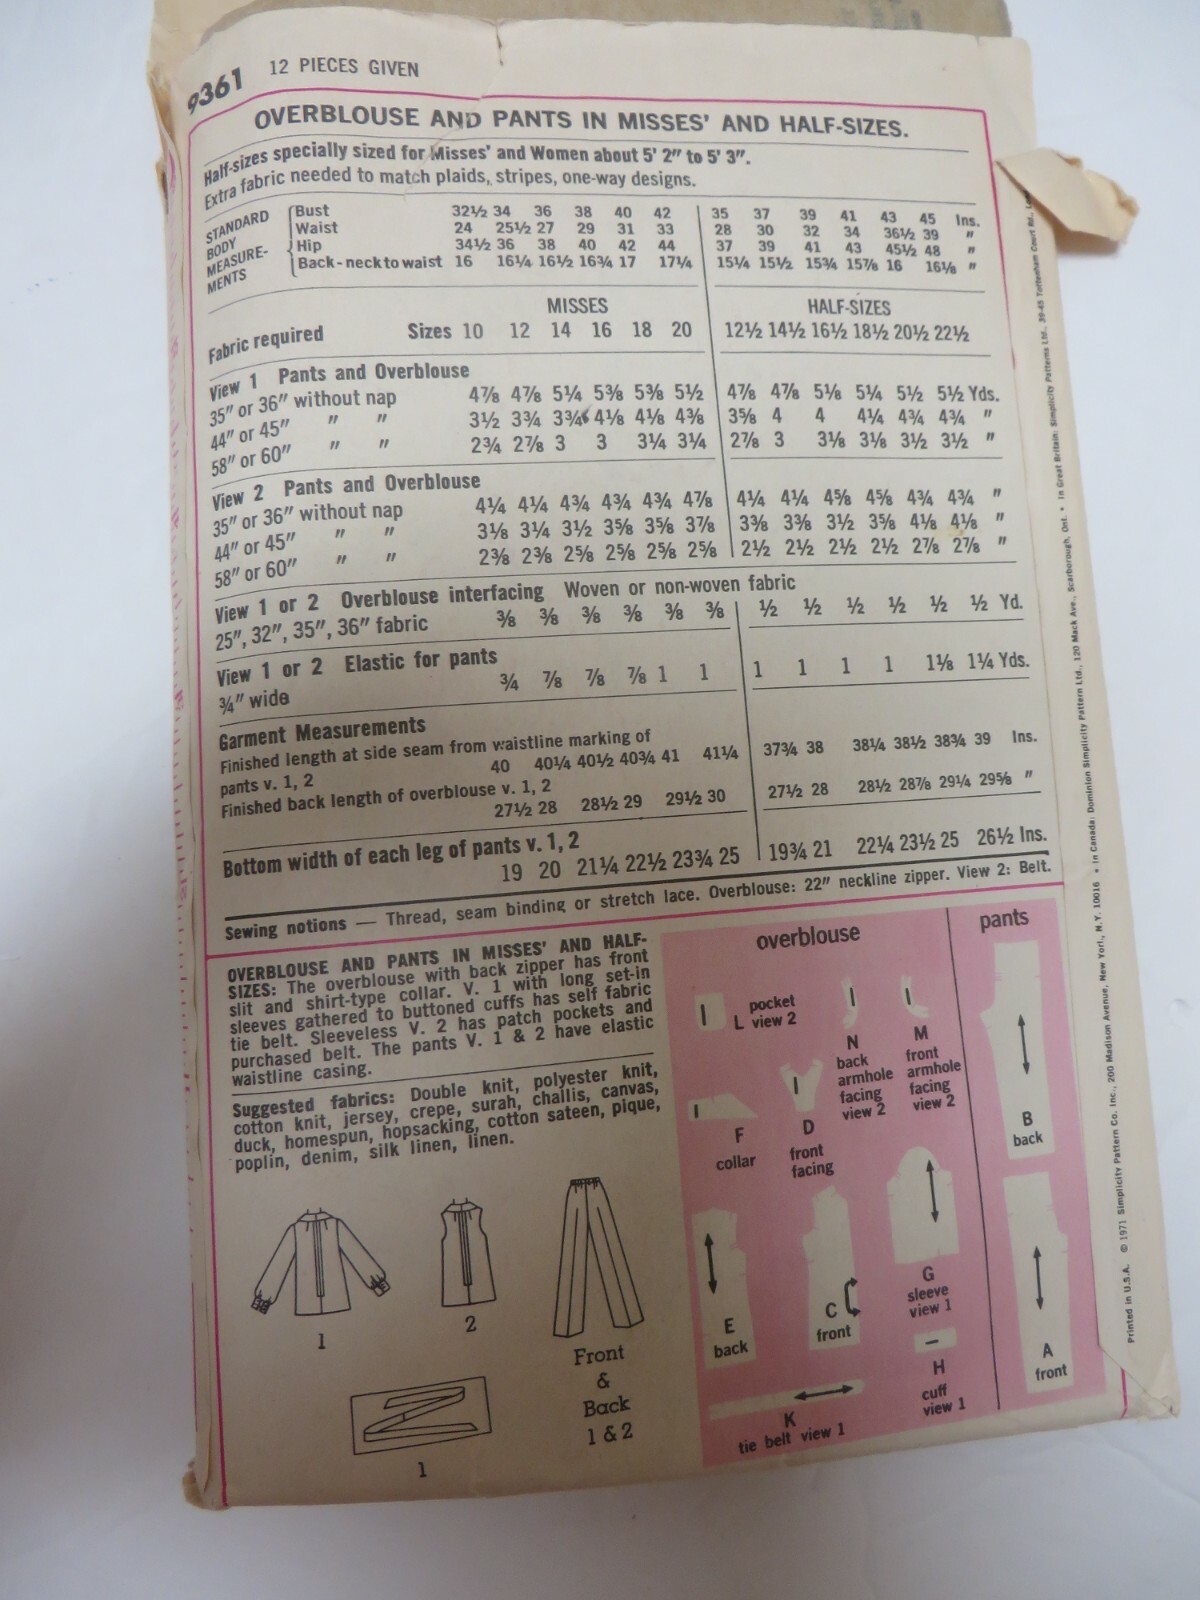 9361 12 PIECES GIVEN
OVERBLOUSE AND PANTS IN MISSES' AND HALF-SIZES.
Half-sizes specially sized for Misses' and Women about 5' 2" to 5' 3".
Extra fabric needed to match plaids, stripes, one-way designs.
STANDARD BODY MEASURE-MENTS
Bust 32½ 34 36 38 40 42 35 37 39 41 43 45 Ins.
Waist 24 25½ 27 29 31 33 28 30 32 34 36½ 39 "
Hip 34½ 36 38 40 42 44 37 39 41 43 45½ 48 "
Back-neck to waist 16 16¼ 16½ 16¾ 17 17¼ 15¼ 15½ 15¾ 15⅞ 16 16⅛ "
MISSES HALF-SIZES
Fabric required Sizes 10 12 14 16 18 20 12½ 14½ 16½ 18½ 20½ 22½
View 1 Pants and Overblouse
35" or 36" without nap 4⅞ 4⅞ 5¼ 5⅜ 5⅜ 5½ 4⅞ 4⅞ 5⅛ 5¼ 5½ 5½ Yds.
44" or 45" " " 3½ 3¾ 3¾ 4⅛ 4⅛ 4⅜ 3⅝ 4 4 4¼ 4¾ 4¾ "
58" or 60" " " 2¾ 2⅞ 3 3 3¼ 3¼ 2⅞ 3 3⅛ 3⅛ 3½ 3½ "
View 2 Pants and Overblouse
35" or 36" without nap 4¼ 4¼ 4¾ 4¾ 4¾ 4⅞ 4¼ 4¼ 4⅝ 4⅝ 4¾ 4¾ "
44" or 45" " " 3⅛ 3¼ 3½ 3⅝ 3⅝ 3⅞ 3⅜ 3⅜ 3½ 3⅝ 4⅛ 4⅛ "
58" or 60" " " 2⅜ 2⅜ 2⅝ 2⅝ 2⅝ 2⅝ 2½ 2½ 2½ 2½ 2⅞ 2⅞ "
View 1 or 2 Overblouse interfacing Woven or non-woven fabric
25", 32", 35", 36" fabric ⅜ ⅜ ⅜ ⅜ ⅜ ⅜ ½ ½ ½ ½ ½ ½ Yd.
View 1 or 2 Elastic for pants
¾" wide ¾ ⅞ ⅞ ⅞ 1 1 1 1 1 1 1⅛ 1¼ Yds.
Garment Measurements
Finished length at side seam from waistline marking of
pants v. 1, 2 40 40¼ 40½ 40¾ 41 41¼ 37¾ 38 38¼ 38½ 38¾ 39 Ins.
Finished back length of overblouse v. 1, 2
27½ 28 28½ 29 29½ 30 27½ 28 28½ 28⅞ 29¼ 29⅝ "
Bottom width of each leg of pants v. 1, 2
19 20 21¼ 22½ 23¾ 25 19¾ 21 22¼ 23½ 25 26½ Ins.
Sewing notions — Thread, seam binding or stretch lace. Overblouse: 22" neckline zipper. View 2: Belt.
OVERBLOUSE AND PANTS IN MISSES' AND HALF-
SIZES: The overblouse with back zipper has front
slit and shirt-type collar. V. 1 with long set-in
sleeves gathered to buttoned cuffs has self fabric
tie belt. Sleeveless V. 2 has patch pockets and
purchased belt. The pants V. 1 & 2 have elastic
waistline casing.
Suggested fabrics: Double knit, polyester knit,
cotton knit, jersey, crepe, surah, challis, canvas,
duck, homespun, hopsacking, cotton sateen, pique,
poplin, denim, silk linen, linen.
1
2
Front
&
Back
1 & 2
1
overblouse
pants
L pocket
view 2
N
back
armhole
facing
view 2
M
front
armhole
facing
view 2
F
collar
D
front
facing
B
back
E
back
C
front
G
sleeve
view 1
H
cuff
view 1
A
front
K
tie belt view 1
Printed in U.S.A. © 1971 Simplicity Pattern Co. Inc., 200 Madison Avenue, New York, N.Y. 10016 • In Canada: Dominion Simplicity Pattern Ltd., 120 Mack Ave., Scarborough, Ont. • In Great Britain: Simplicity Patterns Ltd., 39-45 Tottenham Court Rd.,